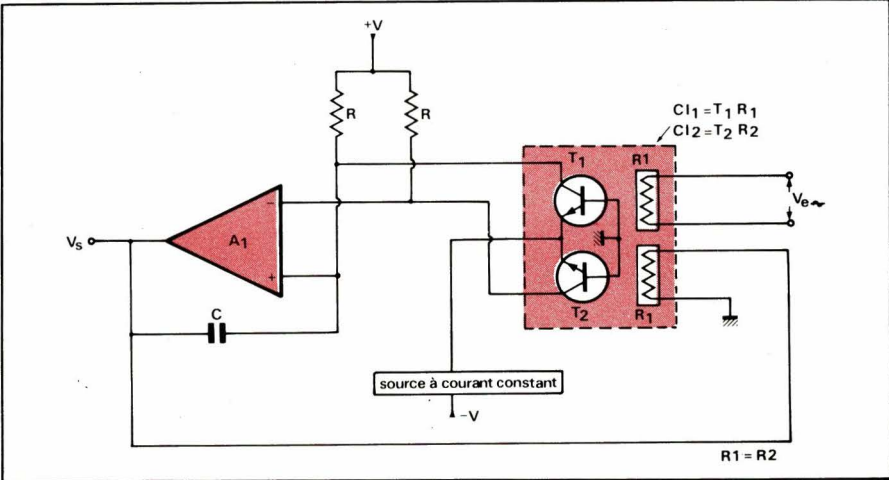 +V
R
R
CI1=T1 R1
CI2=T2 R2
T1
R1
Ve~
−
A1
+
Vs
C
T2
R1
source à courant constant
−V
R1 = R2